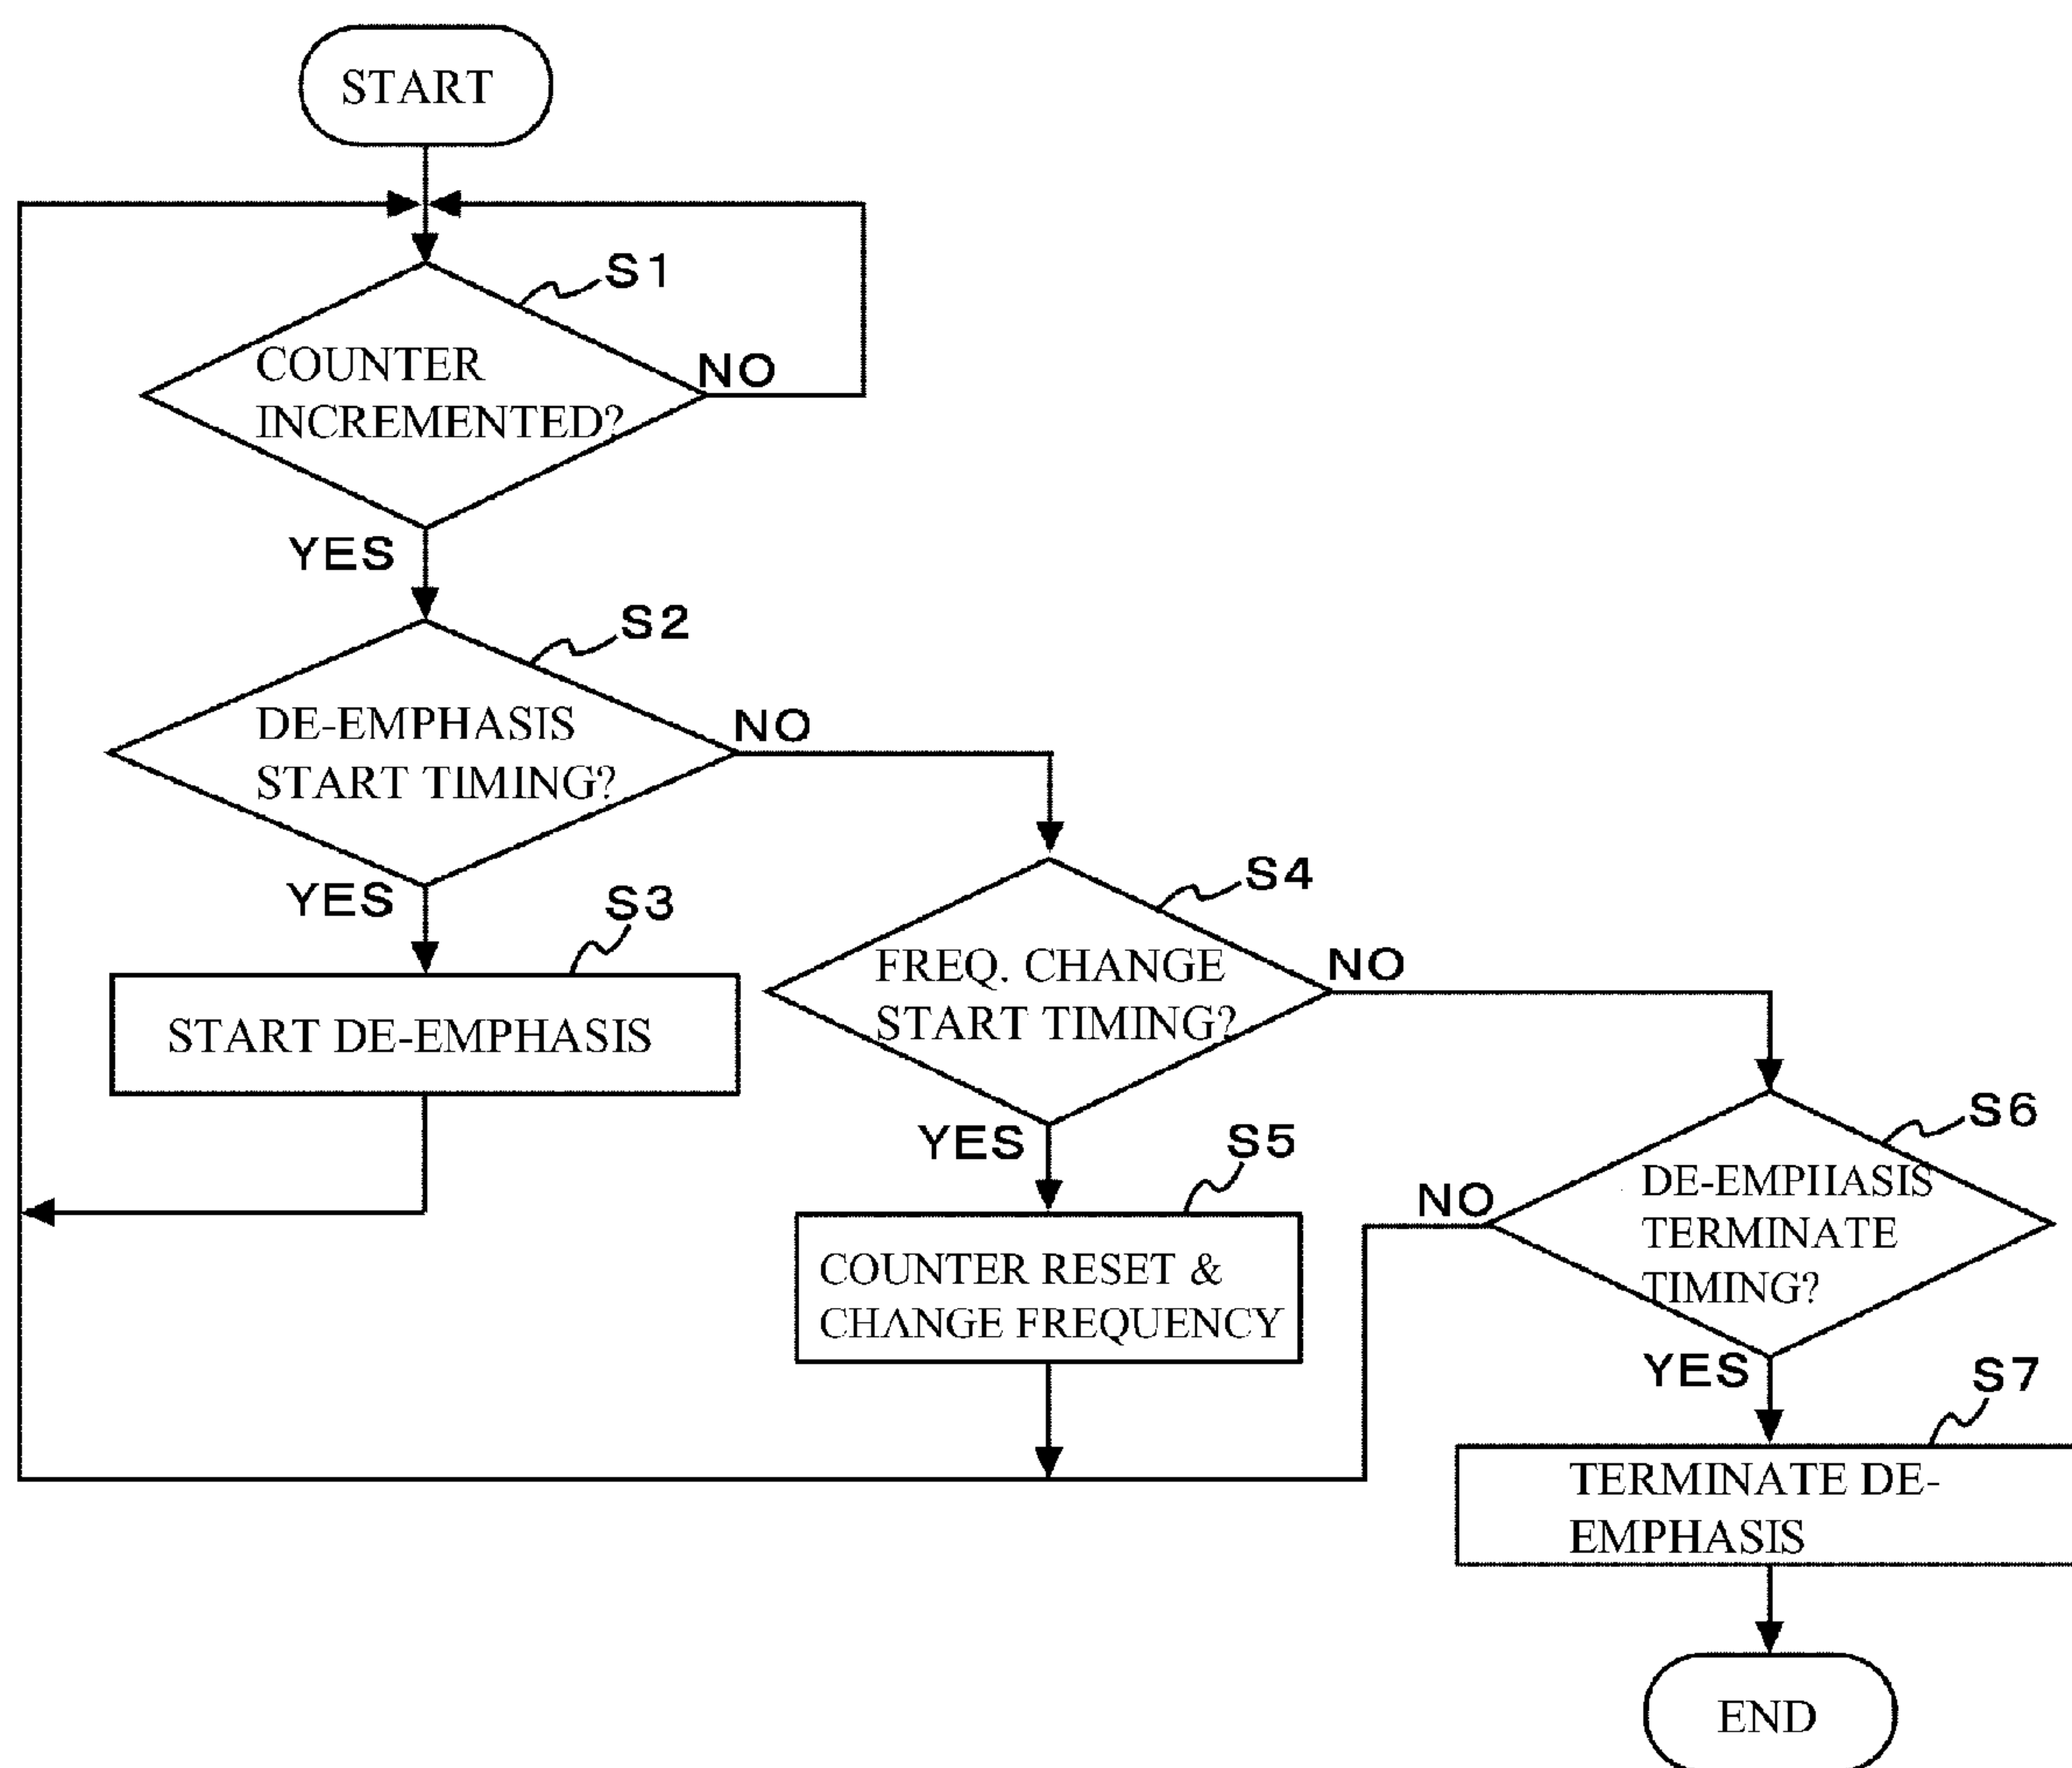 START
S1
COUNTER
INCREMENTED?
NO
YES
S2
DE-EMPHASIS
START TIMING?
NO
YES
S3
START DE-EMPHASIS
S4
FREQ. CHANGE
START TIMING?
NO
YES
S5
COUNTER RESET &
CHANGE FREQUENCY
S6
DE-EMPHASIS
TERMINATE
TIMING?
NO
YES
S7
TERMINATE DE-
EMPHASIS
END